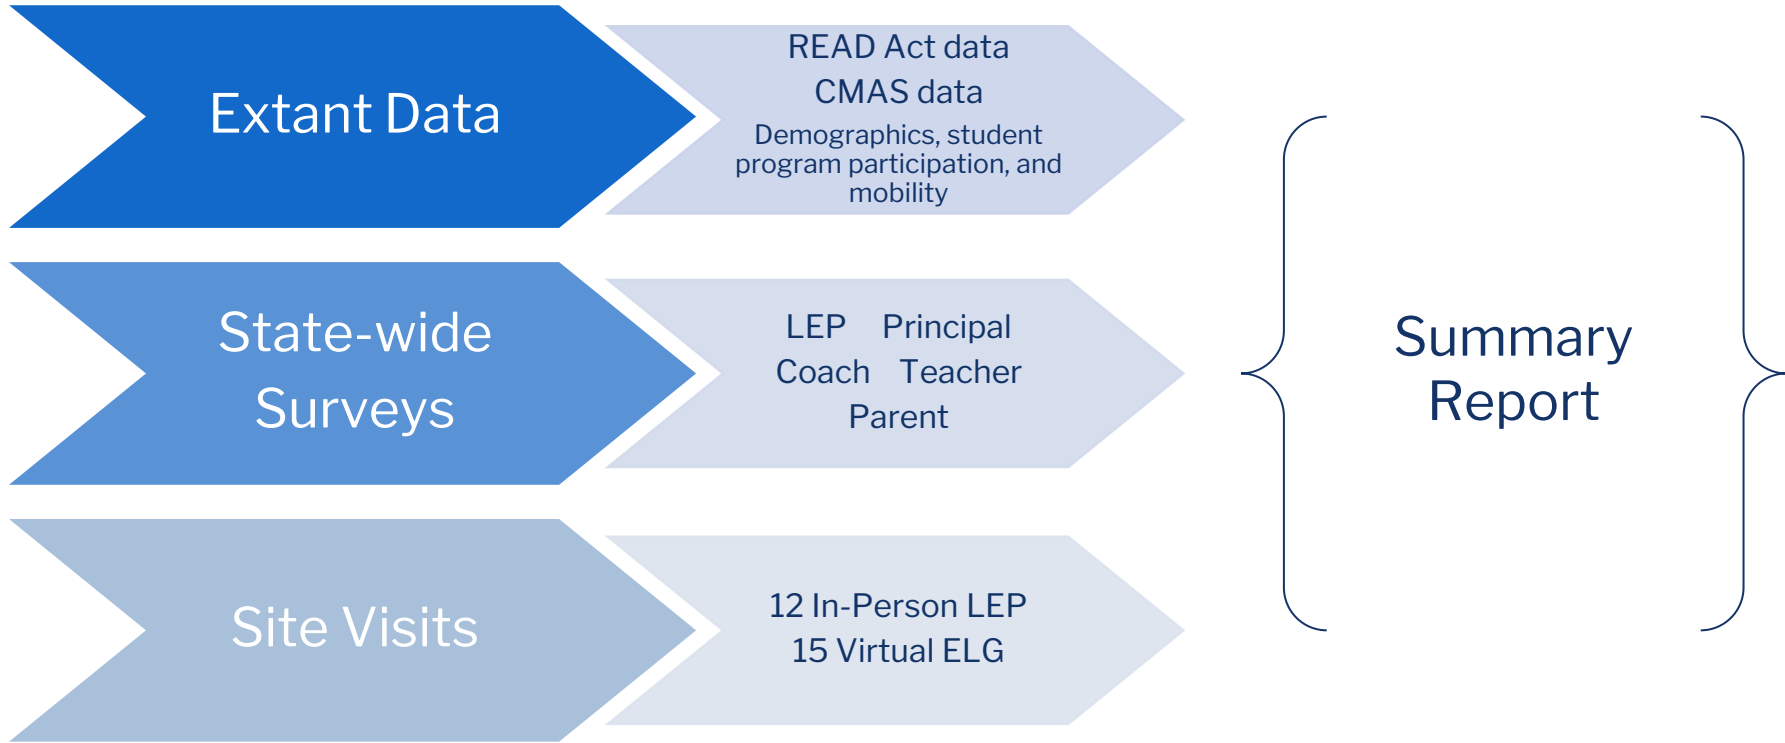 Extant Data
READ Act data
CMAS data
Demographics, student
program participation, and
mobility
State-wide
Surveys
LEP Principal
Coach Teacher
Parent
Site Visits
12 In-Person LEP
15 Virtual ELG
Summary
Report